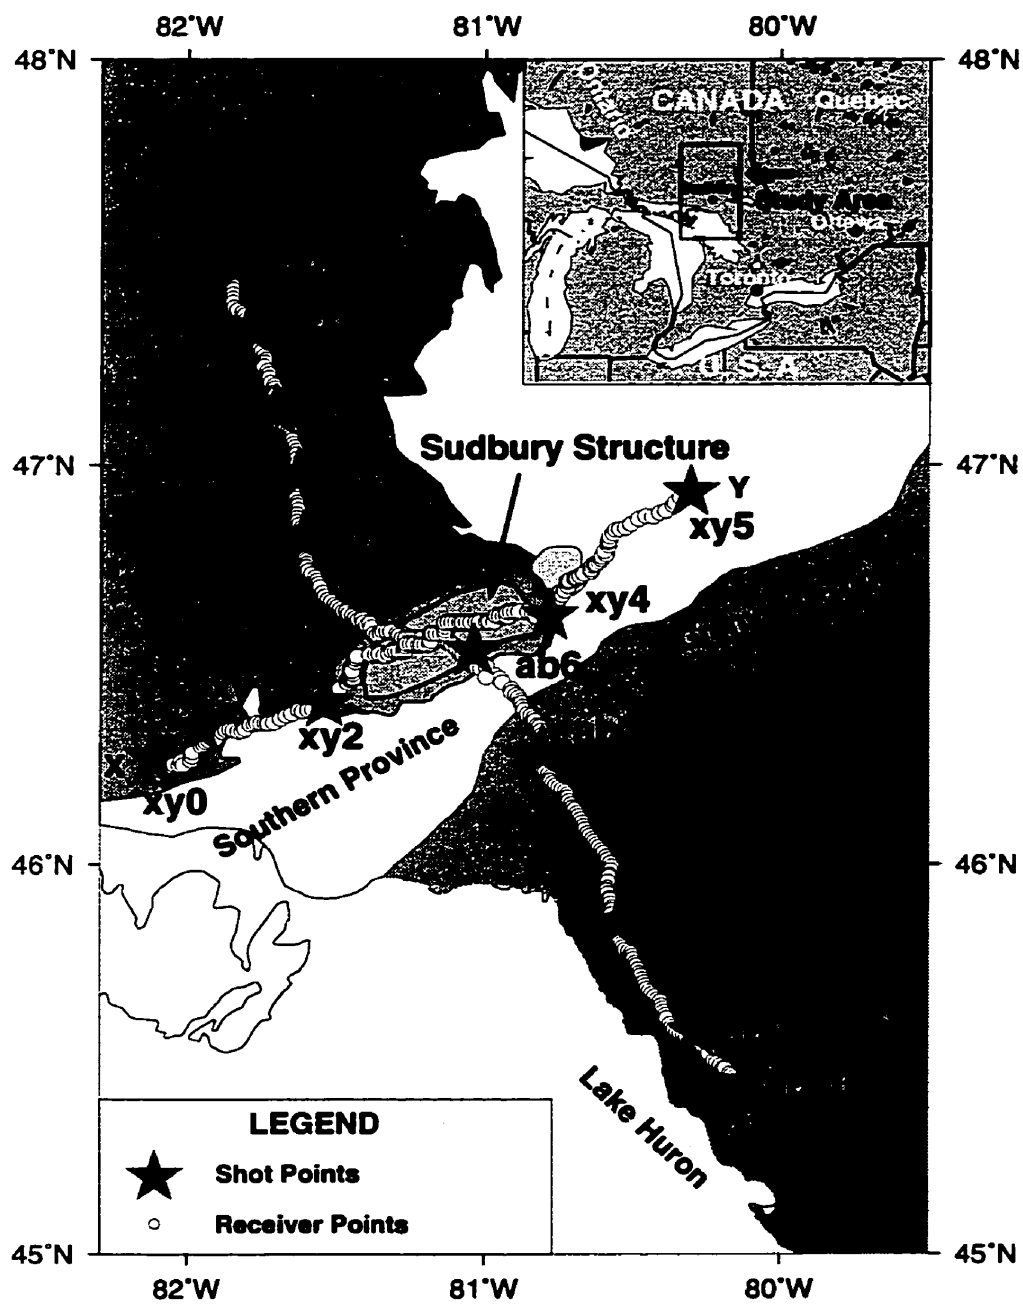 82°W 81°W 80°W
48°N 48°N
Ontario
CANADA
Quebec
Study Area
Ottawa
Toronto
U. S. A.
47°N 47°N
Sudbury Structure
Y
xy5
xy4
ab6
xy2
X
xy0
Southern Province
46°N 46°N
Lake Huron
LEGEND
Shot Points
Receiver Points
45°N 45°N
82°W 81°W 80°W